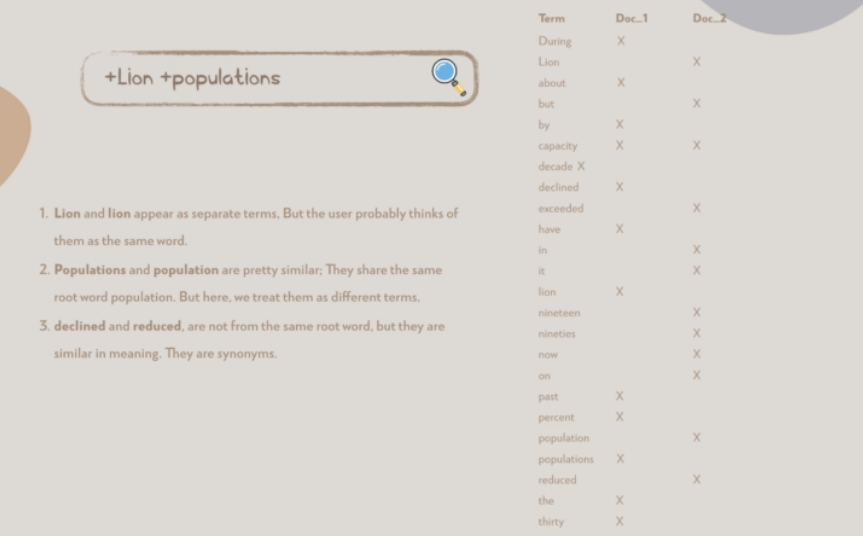 +Lion +populations
1. Lion and lion appear as separate terms. But the user probably thinks of
them as the same word.
2. Populations and population are pretty similar; They share the same
root word population. But here, we treat them as different terms.
3. declined and reduced, are not from the same root word, but they are
similar in meaning. They are synonyms.
Term Doc_1 Doc_2
During X
Lion X
about X
but X
by X
capacity X X
decade X
declined X
exceeded X
have X
in X
it X
lion X
nineteen X
nineties X
now X
on X
past X
percent X
population X
populations X
reduced X
the X
thirty X